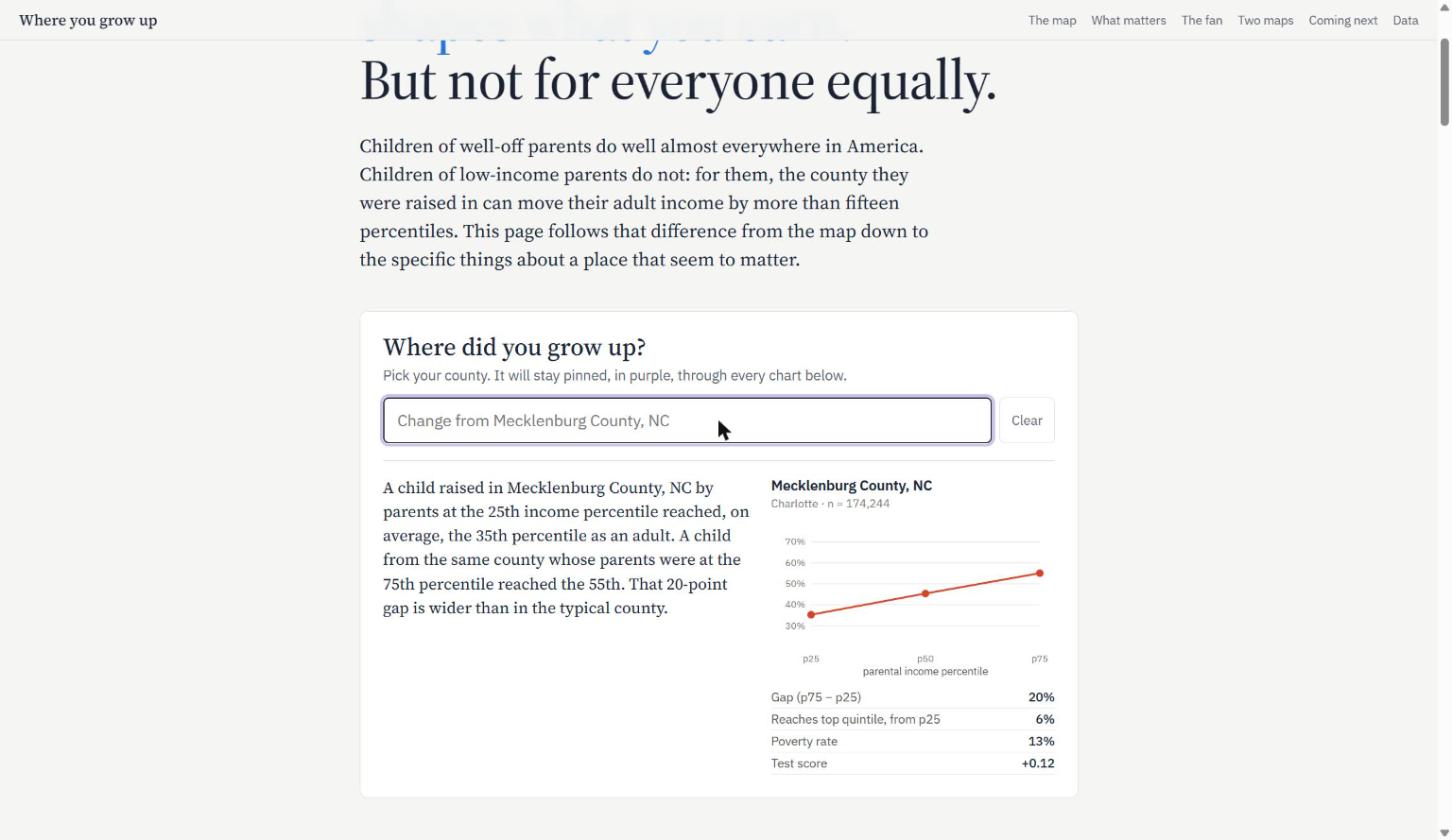 Where you grow up
The map What matters The fan Two maps Coming next Data
But not for everyone equally.
Children of well-off parents do well almost everywhere in America.
Children of low-income parents do not: for them, the county they
were raised in can move their adult income by more than fifteen
percentiles. This page follows that difference from the map down to
the specific things about a place that seem to matter.
Where did you grow up?
Pick your county. It will stay pinned, in purple, through every chart below.
Change from Mecklenburg County, NC
Clear
A child raised in Mecklenburg County, NC by
parents at the 25th income percentile reached, on
average, the 35th percentile as an adult. A child
from the same county whose parents were at the
75th percentile reached the 55th. That 20-point
gap is wider than in the typical county.
Mecklenburg County, NC
Charlotte · n = 174,244
70%
60%
50%
40%
30%
p25 p50 p75
parental income percentile
Gap (p75 − p25) 20%
Reaches top quintile, from p25 6%
Poverty rate 13%
Test score +0.12